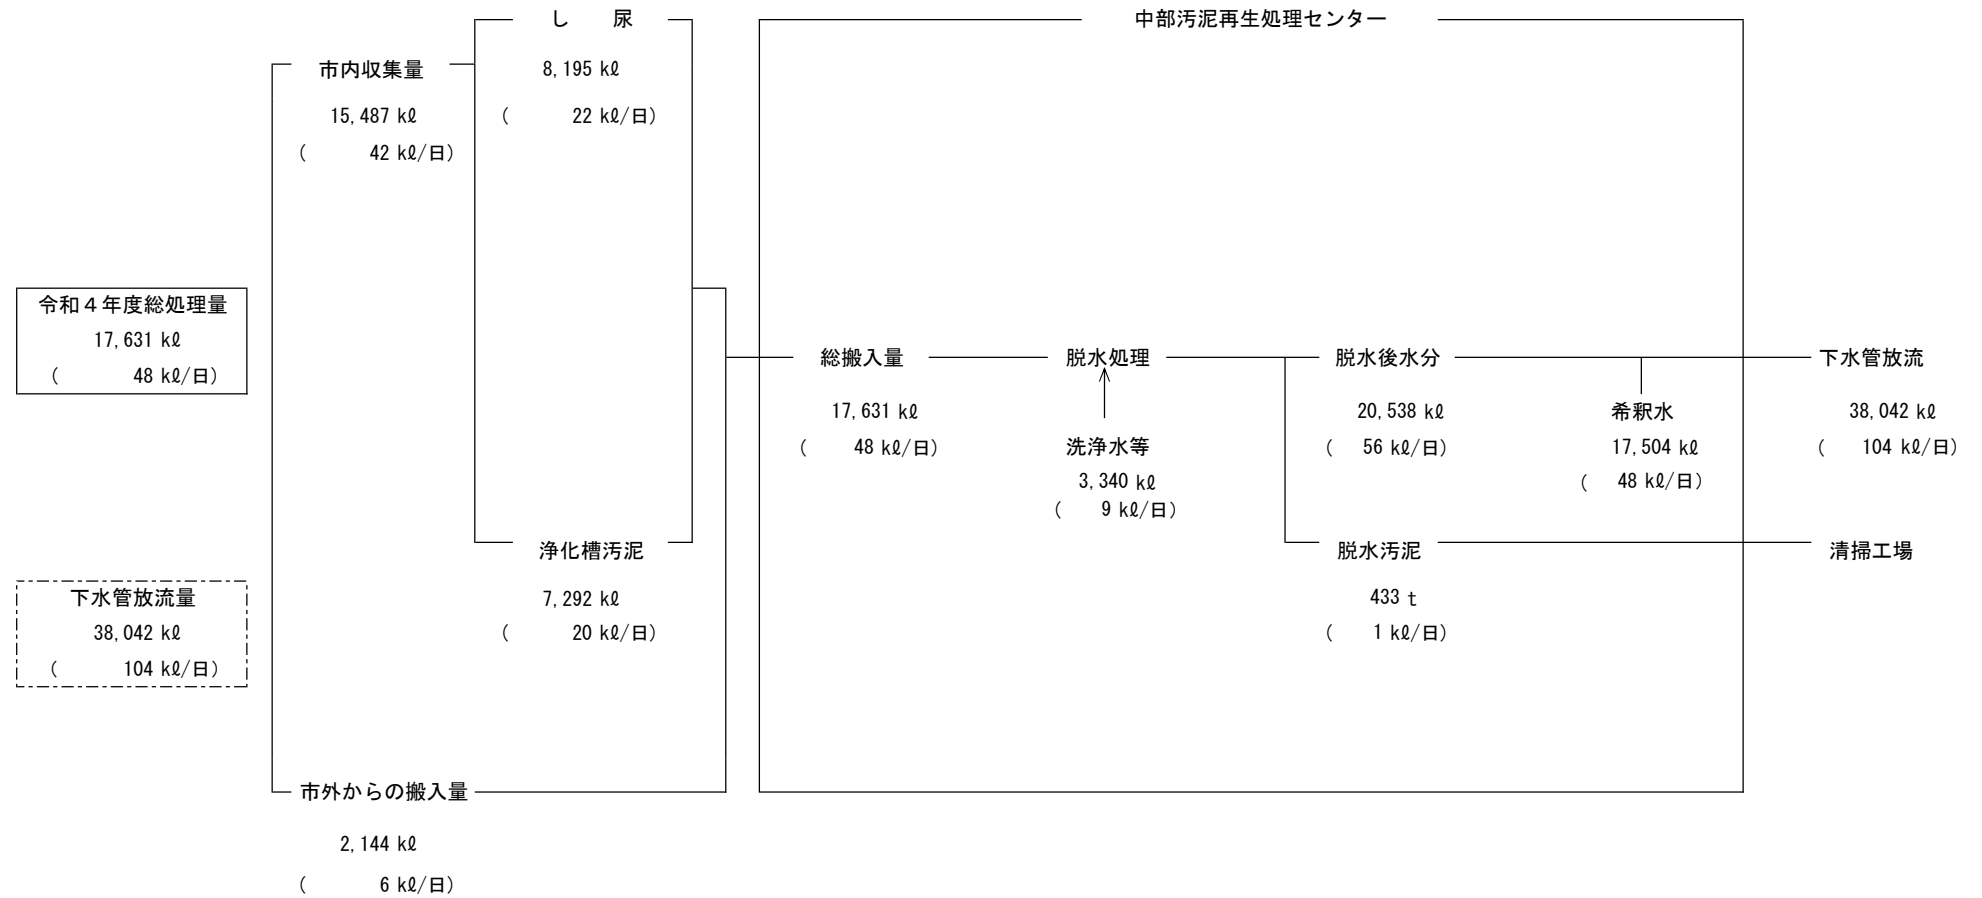 し　　尿
8,195 kℓ
(　　22 kℓ/日)
中部汚泥再生処理センター
市内収集量
15,487 kℓ
(　　42 kℓ/日)
令和４年度総処理量
17,631 kℓ
(　　48 kℓ/日)
総搬入量
17,631 kℓ
(　　48 kℓ/日)
脱水処理
洗浄水等
3,340 kℓ
(　　9 kℓ/日)
脱水後水分
20,538 kℓ
(　　56 kℓ/日)
希釈水
17,504 kℓ
(　　48 kℓ/日)
下水管放流
38,042 kℓ
(　　104 kℓ/日)
浄化槽汚泥
7,292 kℓ
(　　20 kℓ/日)
脱水汚泥
433 t
(　　1 kℓ/日)
清掃工場
下水管放流量
38,042 kℓ
(　　104 kℓ/日)
市外からの搬入量
2,144 kℓ
(　　6 kℓ/日)